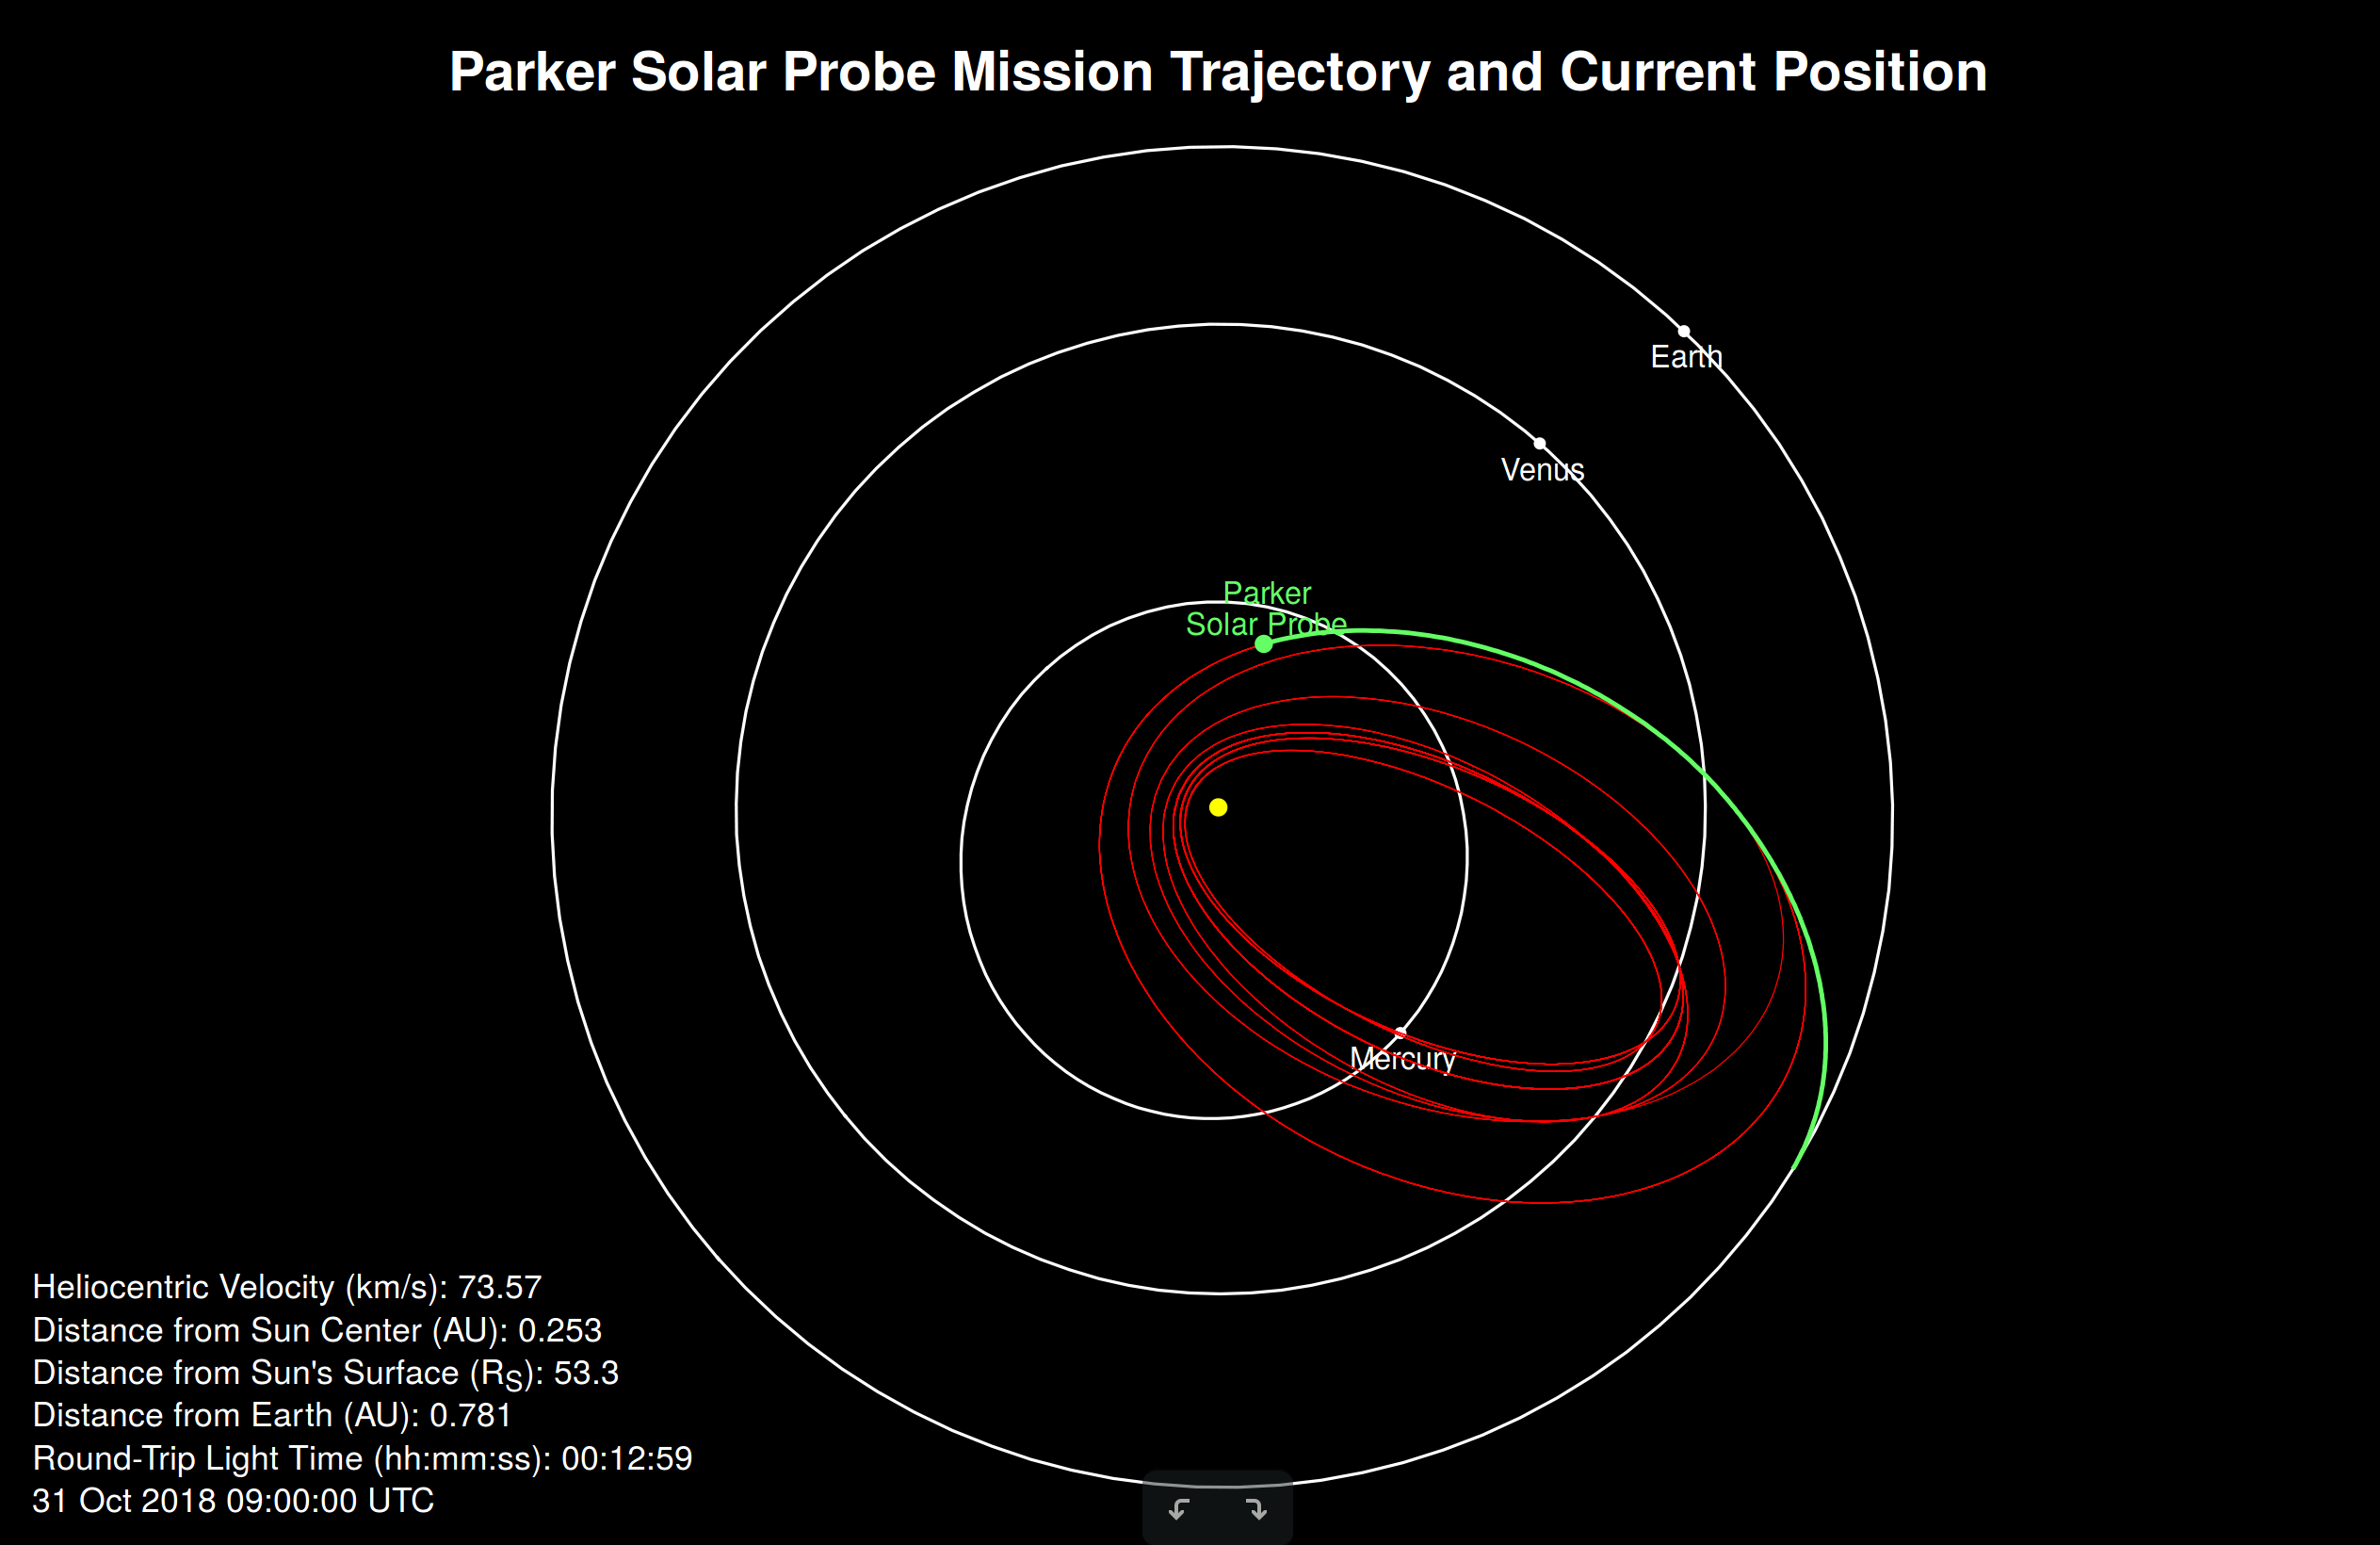 Parker Solar Probe Mission Trajectory and Current Position
Earth
Venus
Parker
Solar Probe
Mercury
Heliocentric Velocity (km/s): 73.57
Distance from Sun Center (AU): 0.253
Distance from Sun's Surface (RS): 53.3
Distance from Earth (AU): 0.781
Round-Trip Light Time (hh:mm:ss): 00:12:59
31 Oct 2018 09:00:00 UTC